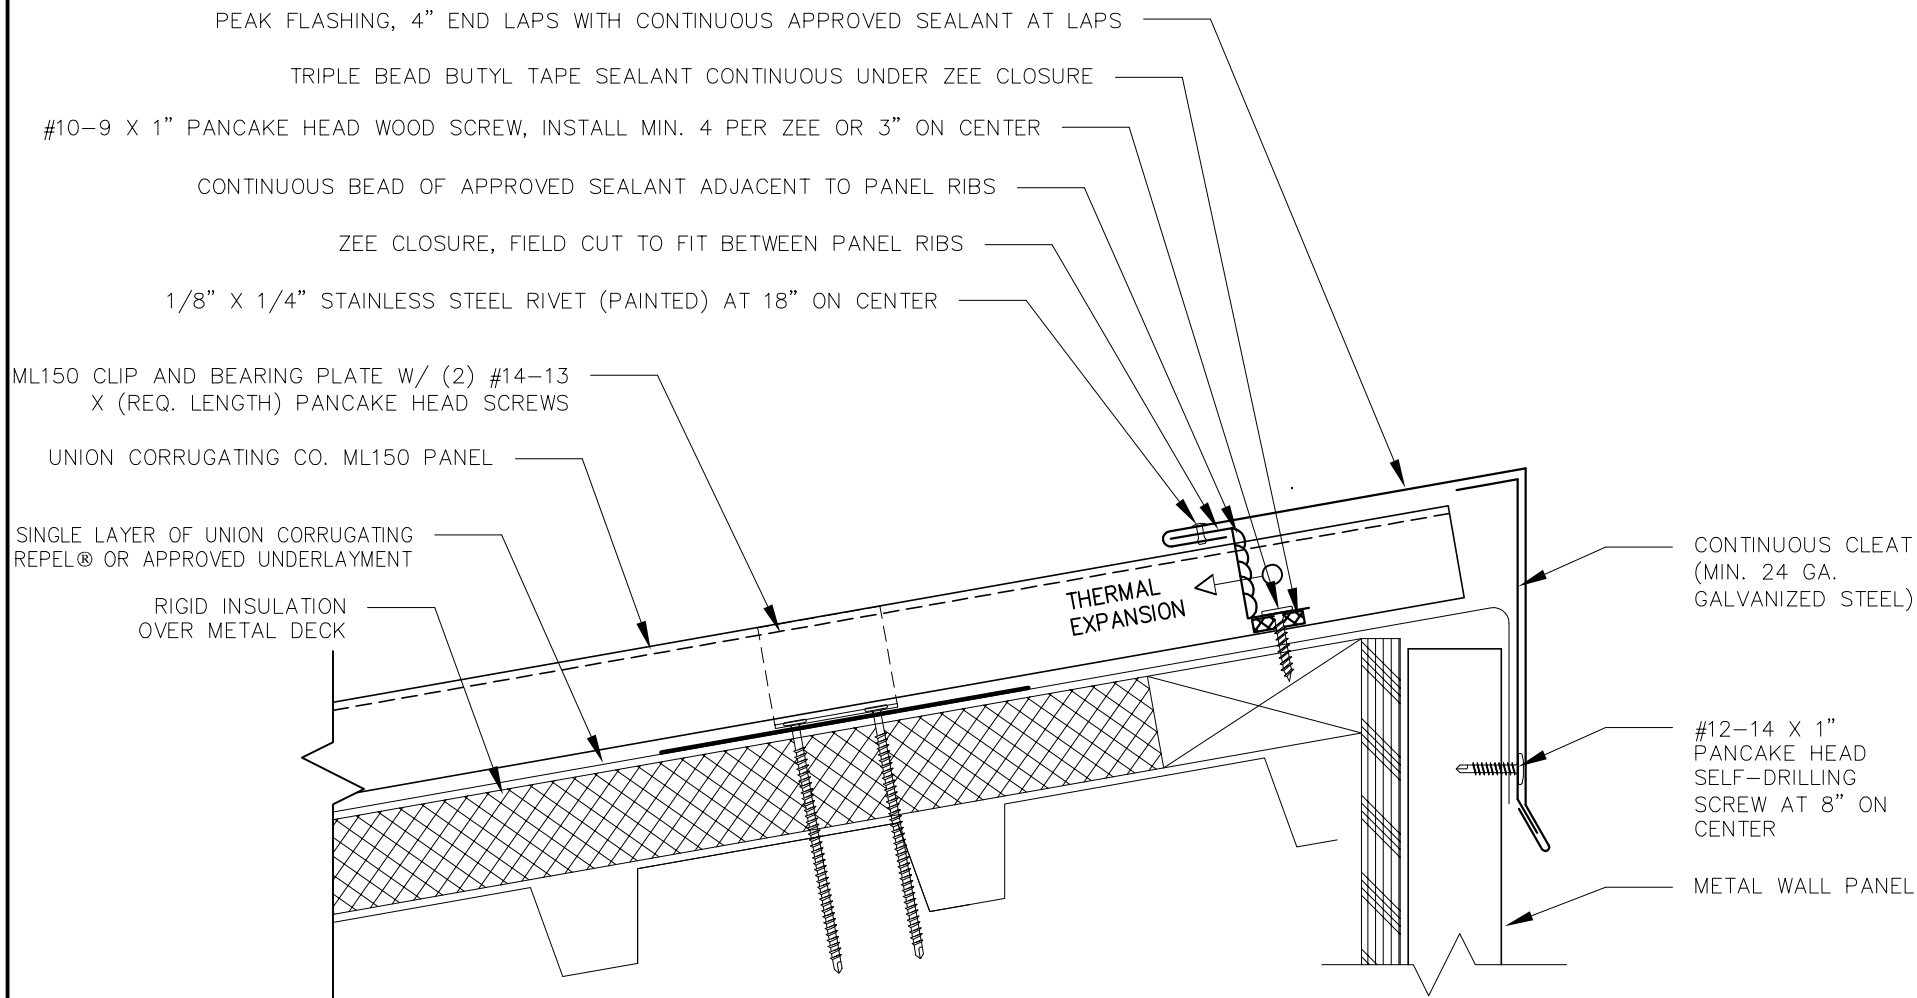 PEAK FLASHING, 4” END LAPS WITH CONTINUOUS APPROVED SEALANT AT LAPS
TRIPLE BEAD BUTYL TAPE SEALANT CONTINUOUS UNDER ZEE CLOSURE
#10-9 X 1” PANCAKE HEAD WOOD SCREW, INSTALL MIN. 4 PER ZEE OR 3” ON CENTER
CONTINUOUS BEAD OF APPROVED SEALANT ADJACENT TO PANEL RIBS
ZEE CLOSURE, FIELD CUT TO FIT BETWEEN PANEL RIBS
1/8” X 1/4” STAINLESS STEEL RIVET (PAINTED) AT 18” ON CENTER
ML150 CLIP AND BEARING PLATE W/ (2) #14-13
X (REQ. LENGTH) PANCAKE HEAD SCREWS
UNION CORRUGATING CO. ML150 PANEL
SINGLE LAYER OF UNION CORRUGATING
REPEL® OR APPROVED UNDERLAYMENT
RIGID INSULATION
OVER METAL DECK
THERMAL
EXPANSION
CONTINUOUS CLEAT
(MIN. 24 GA.
GALVANIZED STEEL)
#12-14 X 1”
PANCAKE HEAD
SELF-DRILLING
SCREW AT 8” ON
CENTER
METAL WALL PANEL